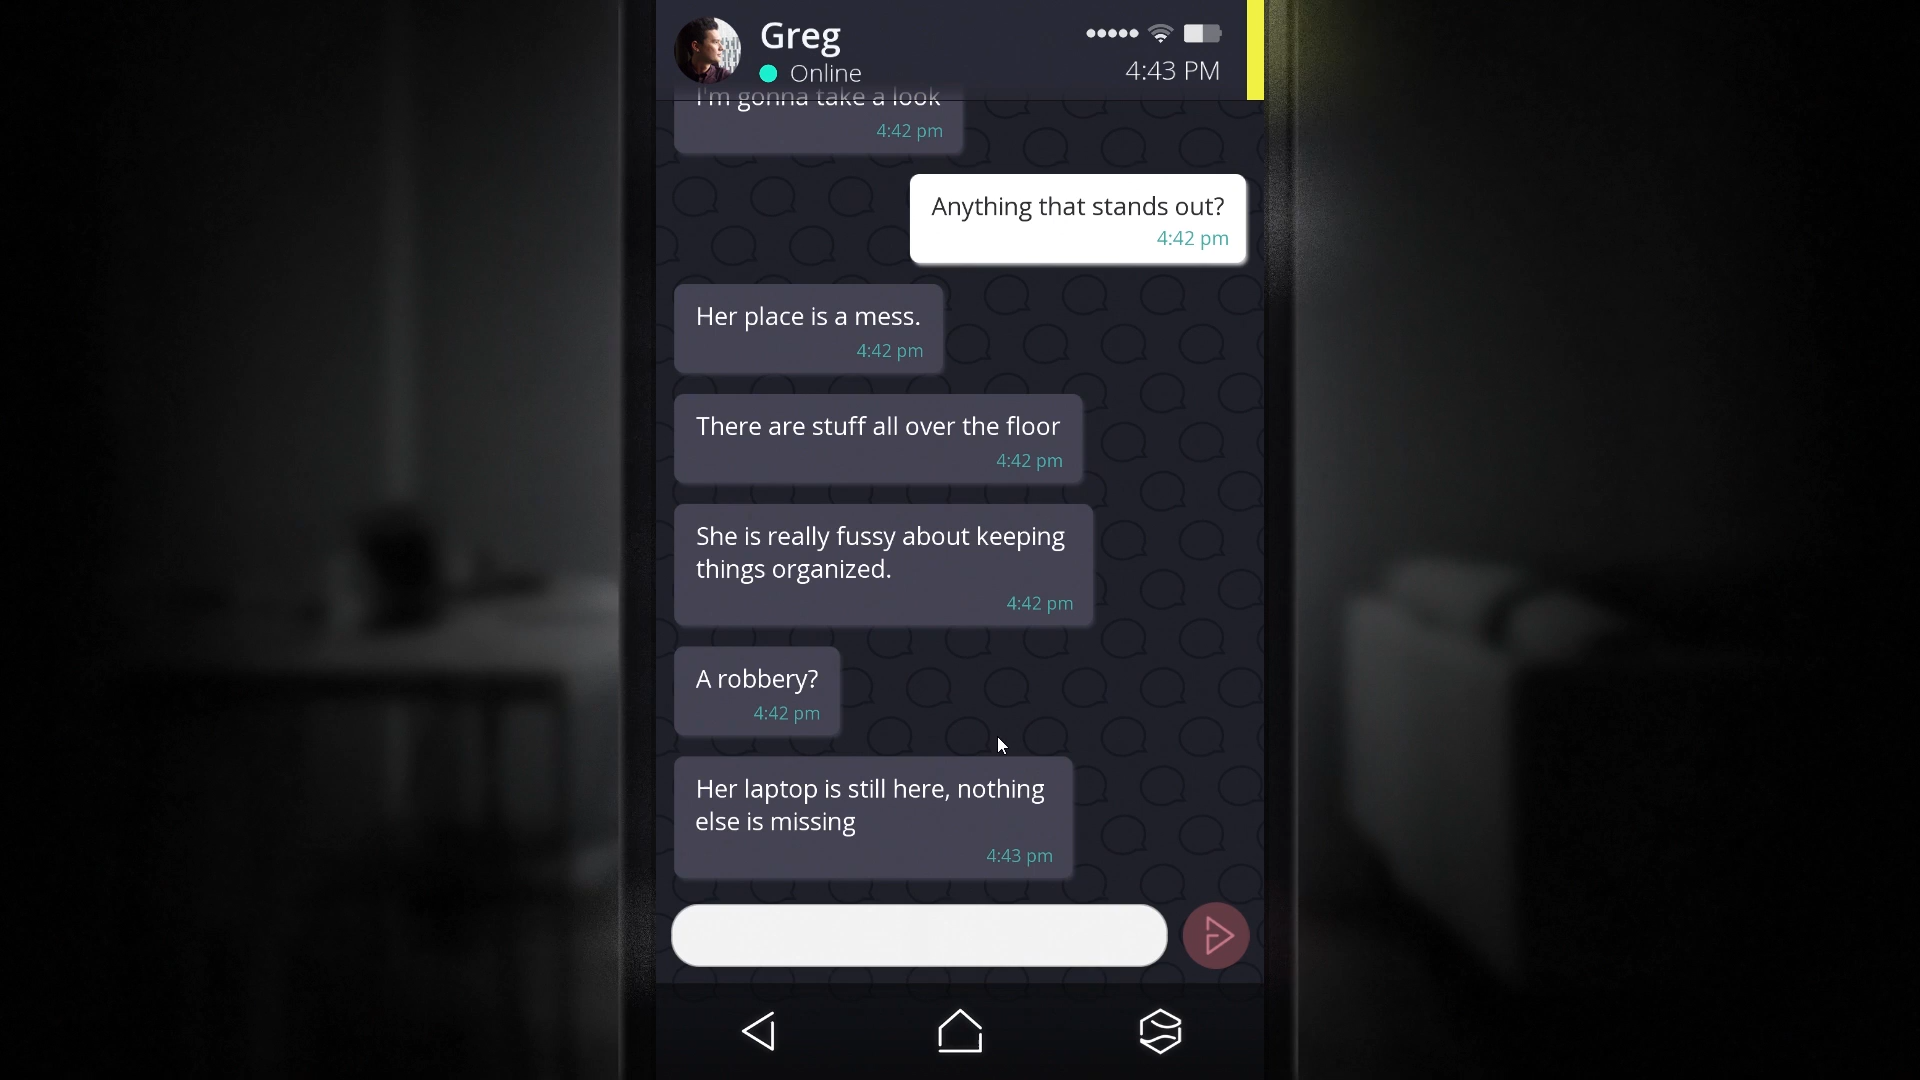 Greg
Online
4:43 PM
I'm gonna take a look
4:42 pm
Anything that stands out?
4:42 pm
Her place is a mess.
4:42 pm
There are stuff all over the floor
4:42 pm
She is really fussy about keeping
things organized.
4:42 pm
A robbery?
4:42 pm
Her laptop is still here, nothing
else is missing
4:43 pm